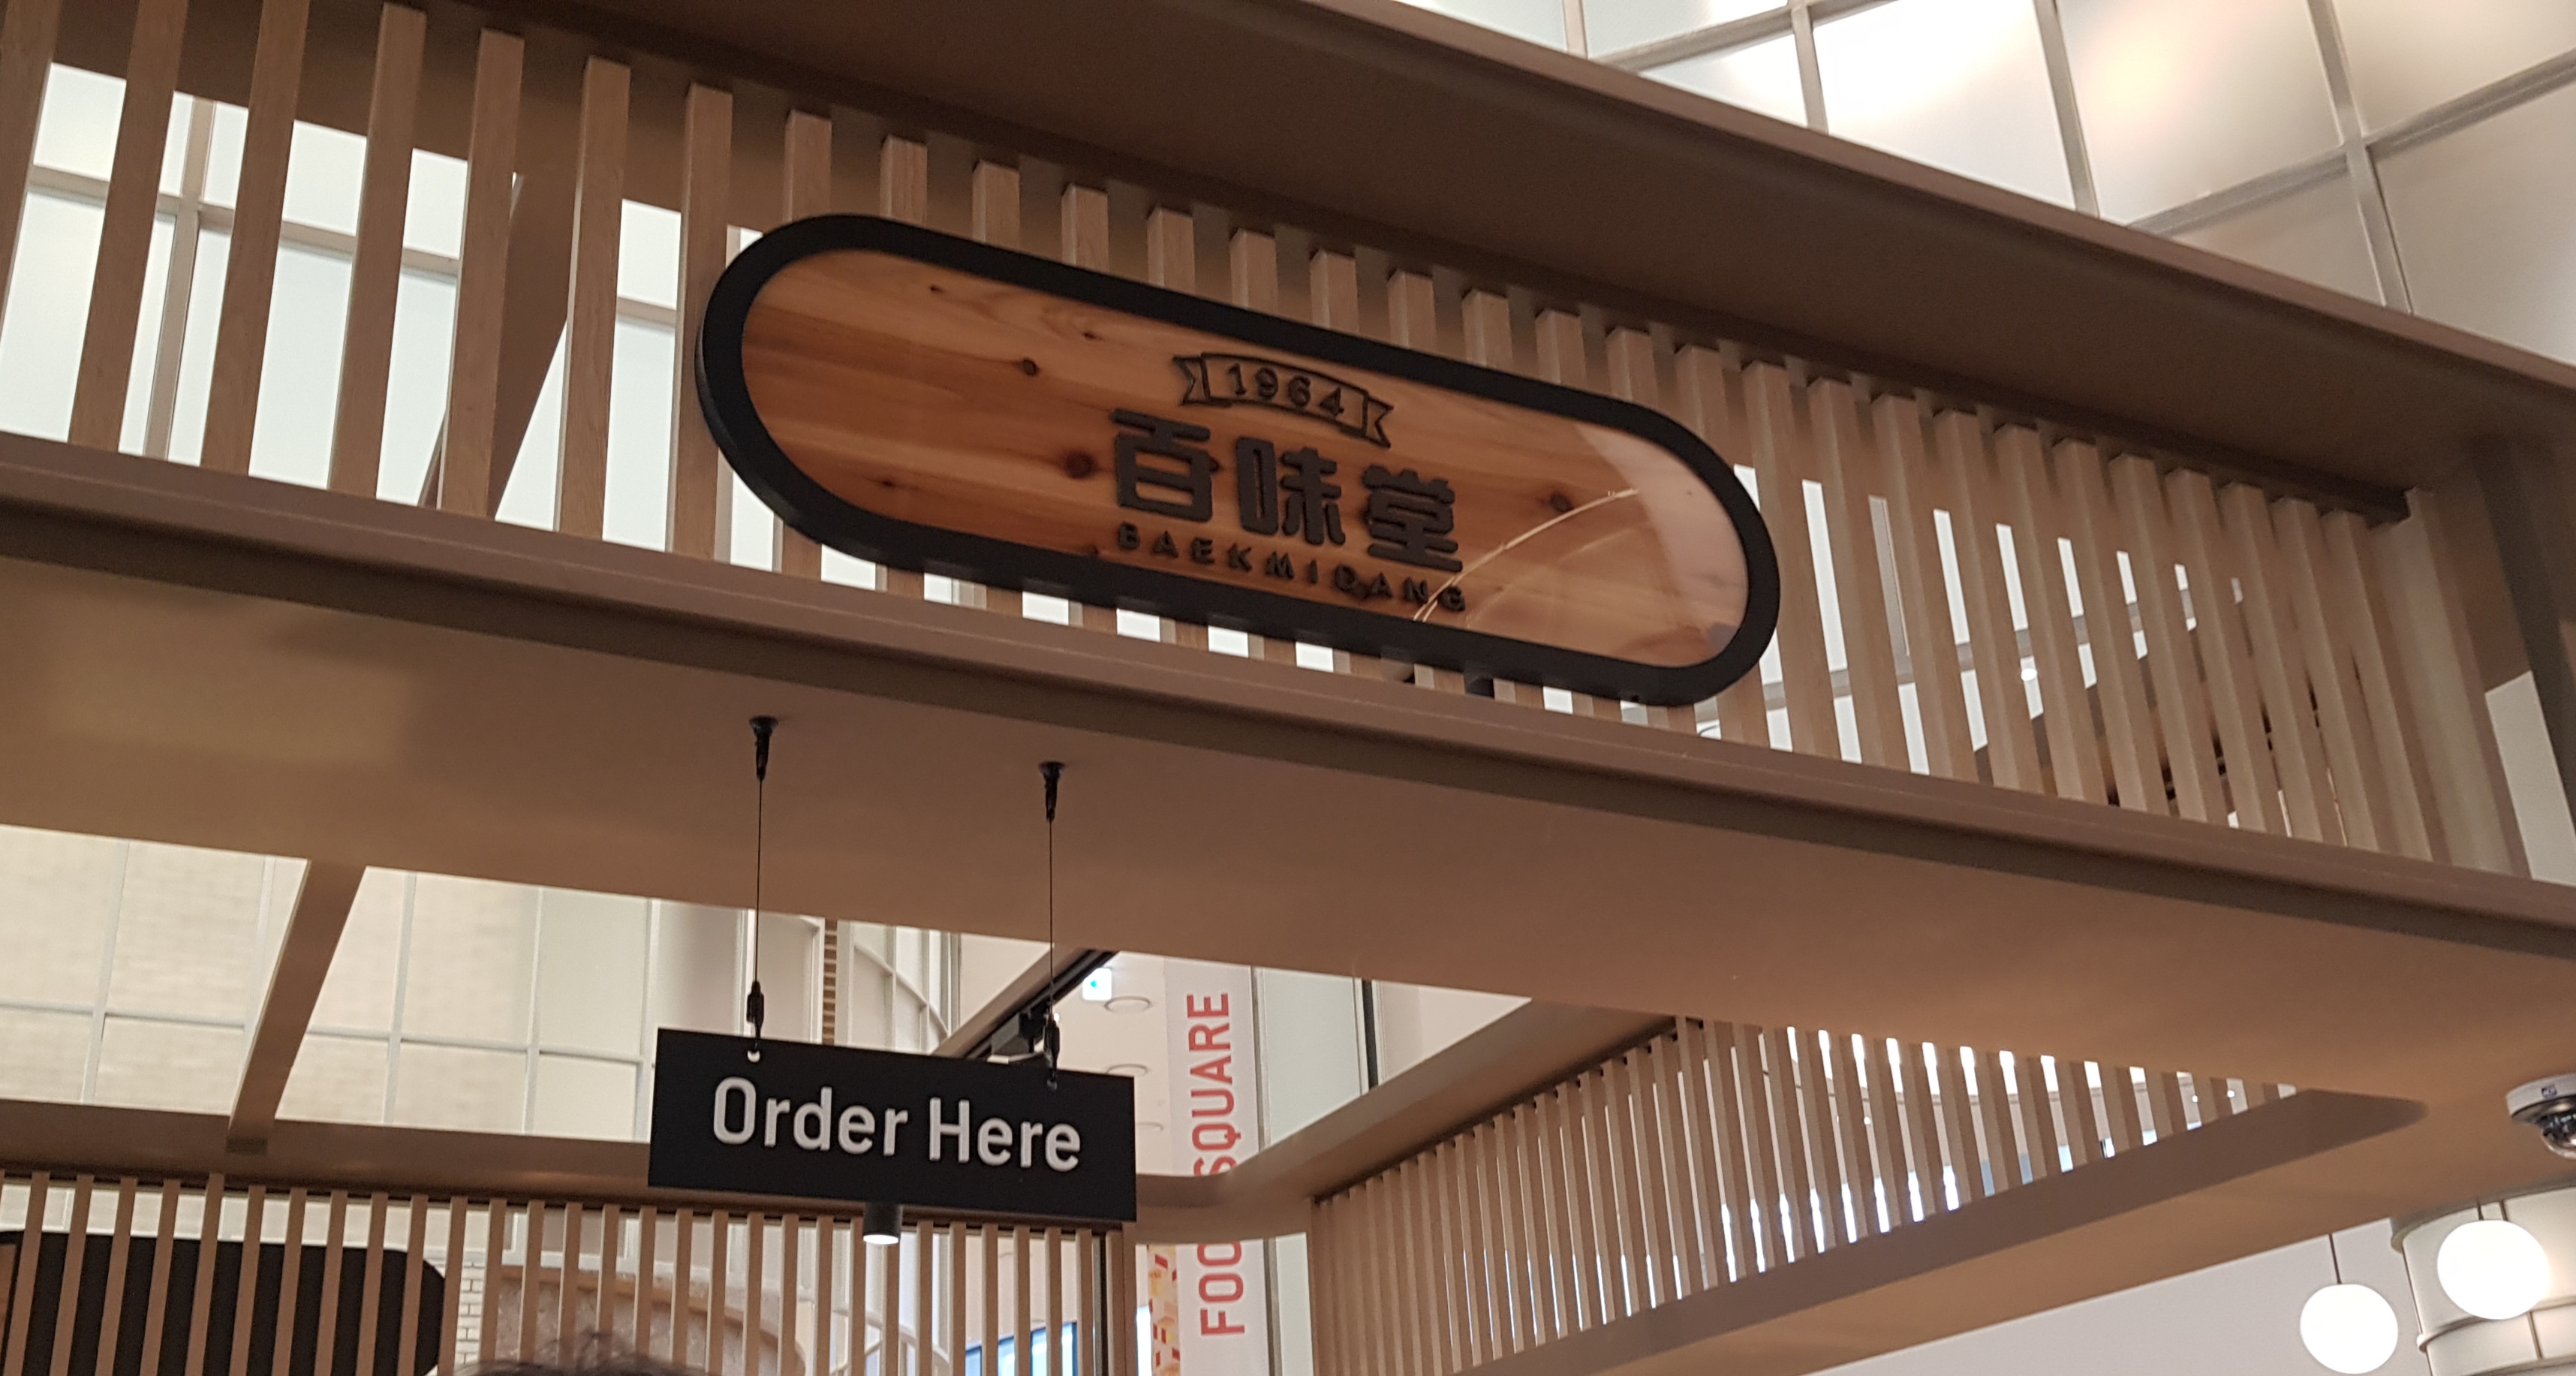 1964
百味堂
BAEKMIDANG
Order Here
FOOD SQUARE